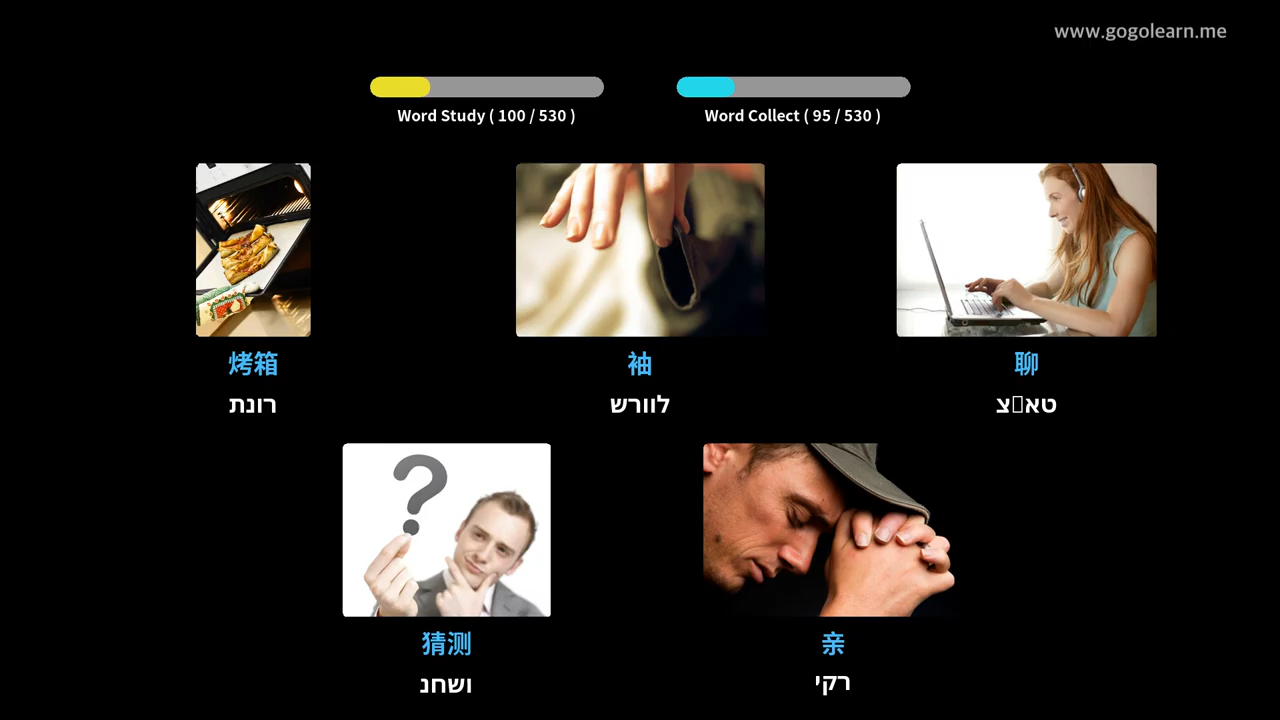 www.gogolearn.me
Word Study ( 100 / 530 )
Word Collect ( 95 / 530 )
烤箱
רונת
袖
לוורש
聊
טא▯צ
猜测
ושחנ
亲
רקי